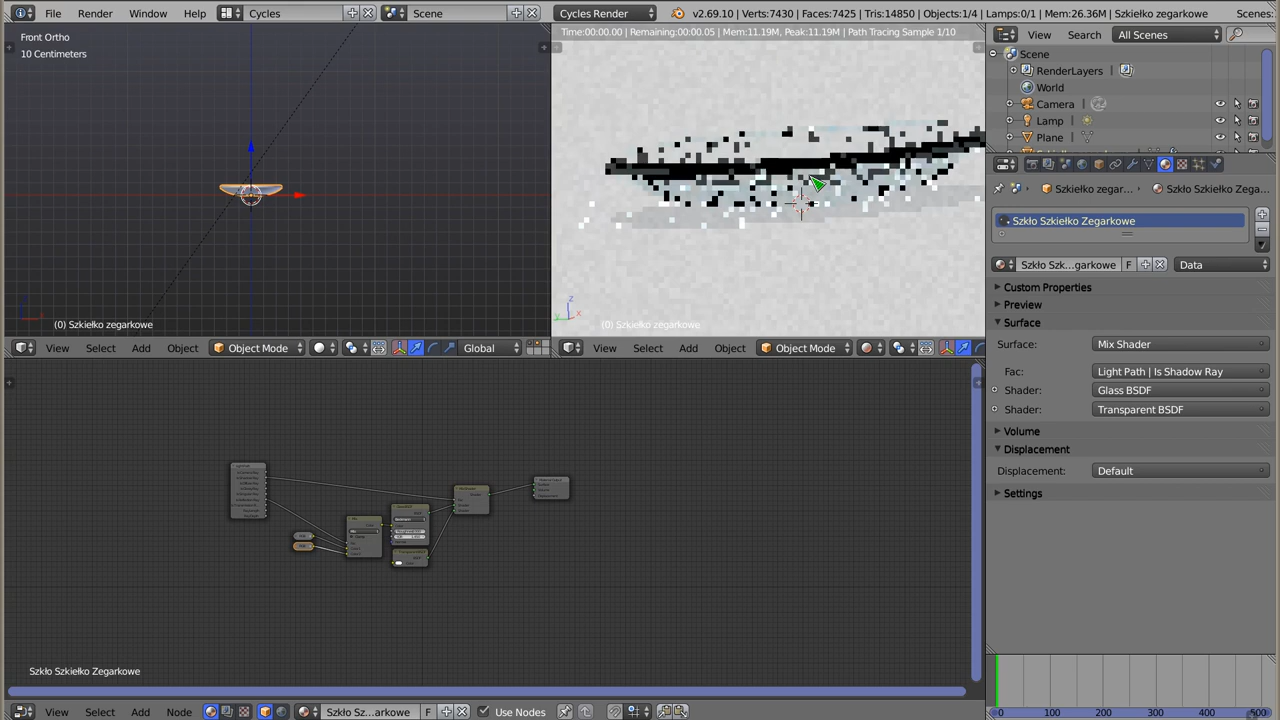 File Render Window Help Cycles Scene Cycles Render v2.69.10 | Verts:7430 | Faces:7425 | Tris:14850 | Objects:1/4 | Lamps:0/1 | Mem:26.36M | Szkiełko zegarkowe Scenes:
Front Ortho
10 Centimeters
(0) Szkiełko zegarkowe
Time:00:00.00 | Remaining:00:00.05 | Mem:11.19M, Peak:11.19M | Path Tracing Sample 1/10
(0) Szkiełko zegarkowe
View Search All Scenes
Scene
RenderLayers
World
Camera
Lamp
Plane
View Select Add Object Object Mode Global
View Select Add Object Object Mode
Szkiełko zegar... Szkło Szkiełko Zega...
Szkło Szkiełko Zegarkowe
Szkło Szk...garkowe F Data
Custom Properties
Preview
Surface
Surface: Mix Shader
Fac: Light Path | Is Shadow Ray
Shader: Glass BSDF
Shader: Transparent BSDF
Volume
Displacement
Displacement: Default
Settings
Szkło Szkiełko Zegarkowe
View Select Add Node Szkło Sz...arkowe F Use Nodes
0 100 200 300 400 500